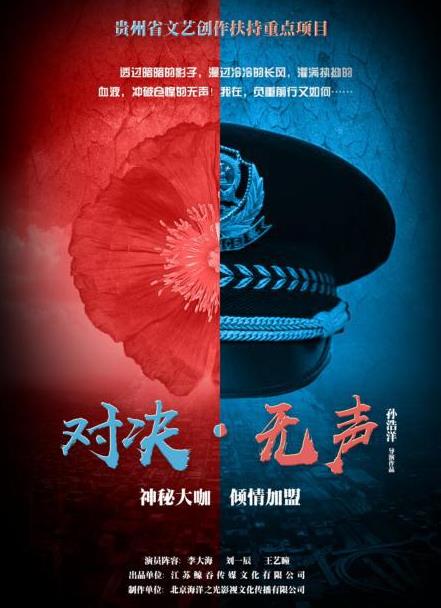 贵州省文艺创作扶持重点项目
透过暗暗的影子，漫过冷冷的长风，灌满执拗的
血液，冲破仓喋的无声！我在，负重前行又如何……
对决·无声
孙浩洋
导演作品
神秘大咖 倾情加盟
演员阵容：李大海 刘一辰 王艺瞳
出品单位：江苏鲸吞传媒文化有限公司
制作单位：北京海洋之光影视文化传播有限公司